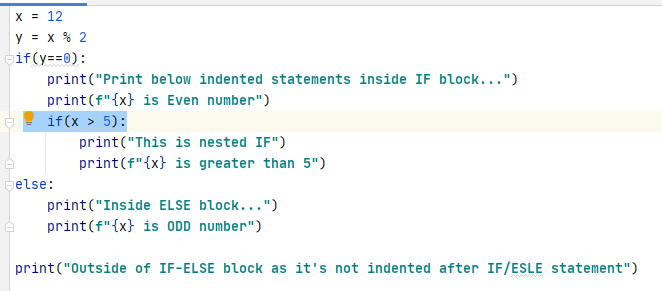 x = 12
y = x % 2
if(y==0):
    print("Print below indented statements inside IF block...")
    print(f"{x} is Even number")
    if(x > 5):
        print("This is nested IF")
        print(f"{x} is greater than 5")
else:
    print("Inside ELSE block...")
    print(f"{x} is ODD number")

print("Outside of IF-ELSE block as it's not indented after IF/ESLE statement")